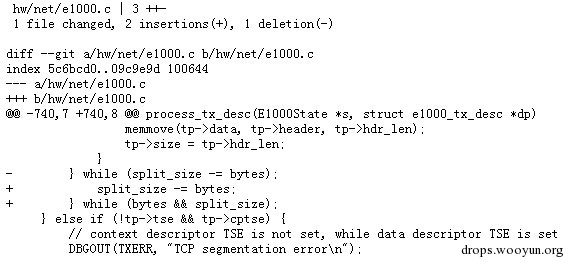 hw/net/e1000.c | 3 ++-
1 file changed, 2 insertions(+), 1 deletion(-)
diff --git a/hw/net/e1000.c b/hw/net/e1000.c
index 5c6bcd0..09c9e9d 100644
--- a/hw/net/e1000.c
+++ b/hw/net/e1000.c
@@ -740,7 +740,8 @@ process_tx_desc(E1000State *s, struct e1000_tx_desc *dp)
                 memmove(tp->data, tp->header, tp->hdr_len);
                 tp->size = tp->hdr_len;
             }
-        } while (split_size -= bytes);
+            split_size -= bytes;
+        } while (bytes && split_size);
     } else if (!tp->tse && tp->cptse) {
         // context descriptor TSE is not set, while data descriptor TSE is set
         DBGOUT(TXERR, "TCP segmentation error\n");
drops.wooyun.org